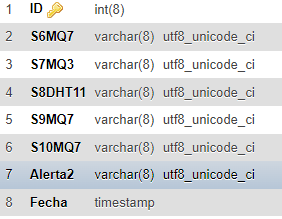 1 ID int(8)
2 S6MQ7 varchar(8) utf8_unicode_ci
3 S7MQ3 varchar(8) utf8_unicode_ci
4 S8DHT11 varchar(8) utf8_unicode_ci
5 S9MQ7 varchar(8) utf8_unicode_ci
6 S10MQ7 varchar(8) utf8_unicode_ci
7 Alerta2 varchar(8) utf8_unicode_ci
8 Fecha timestamp